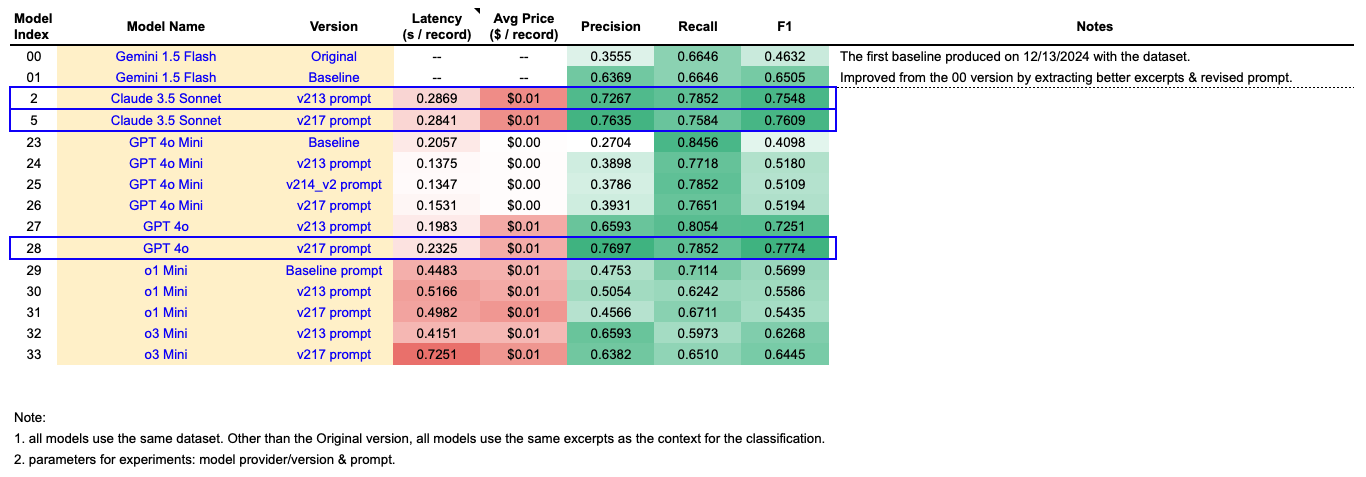 Model Index Model Name Version Latency (s / record) Avg Price ($ / record) Precision Recall F1 Notes
00 Gemini 1.5 Flash Original -- -- 0.3555 0.6646 0.4632 The first baseline produced on 12/13/2024 with the dataset.
01 Gemini 1.5 Flash Baseline -- -- 0.6369 0.6646 0.6505 Improved from the 00 version by extracting better excerpts & revised prompt.
2 Claude 3.5 Sonnet v213 prompt 0.2869 $0.01 0.7267 0.7852 0.7548
5 Claude 3.5 Sonnet v217 prompt 0.2841 $0.01 0.7635 0.7584 0.7609
23 GPT 4o Mini Baseline 0.2057 $0.00 0.2704 0.8456 0.4098
24 GPT 4o Mini v213 prompt 0.1375 $0.00 0.3898 0.7718 0.5180
25 GPT 4o Mini v214_v2 prompt 0.1347 $0.00 0.3786 0.7852 0.5109
26 GPT 4o Mini v217 prompt 0.1531 $0.00 0.3931 0.7651 0.5194
27 GPT 4o v213 prompt 0.1983 $0.01 0.6593 0.8054 0.7251
28 GPT 4o v217 prompt 0.2325 $0.01 0.7697 0.7852 0.7774
29 o1 Mini Baseline prompt 0.4483 $0.01 0.4753 0.7114 0.5699
30 o1 Mini v213 prompt 0.5166 $0.01 0.5054 0.6242 0.5586
31 o1 Mini v217 prompt 0.4982 $0.01 0.4566 0.6711 0.5435
32 o3 Mini v213 prompt 0.4151 $0.01 0.6593 0.5973 0.6268
33 o3 Mini v217 prompt 0.7251 $0.01 0.6382 0.6510 0.6445
Note:
1. all models use the same dataset. Other than the Original version, all models use the same excerpts as the context for the classification.
2. parameters for experiments: model provider/version & prompt.